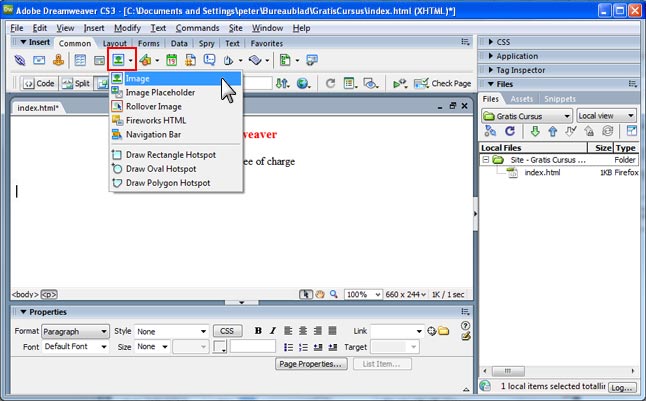 Dw Adobe Dreamweaver CS3 - [C:\Documents and Settings\peter\Bureaublad\GratisCursus\index.html (XHTML)*]
File Edit View Insert Modify Text Commands Site Window Help
Insert Common Layout Forms Data Spry Text Favorites
Code Split Check Page
Image
Image Placeholder
Rollover Image
Fireworks HTML
Navigation Bar
Draw Rectangle Hotspot
Draw Oval Hotspot
Draw Polygon Hotspot
index.html*
weaver
ee of charge
<body> <p> 100% 660 x 244 1K / 1 sec
Properties
Format Paragraph Style None CSS B I Link
Font Default Font Size None Target
Page Properties... List Item...
CSS
Application
Tag Inspector
Files
Files Assets Snippets
Gratis Cursus Local view
Local Files Size Type
Site - Gratis Cursus ... Folder
index.html 1KB Firefox
1 local items selected totallin Log...